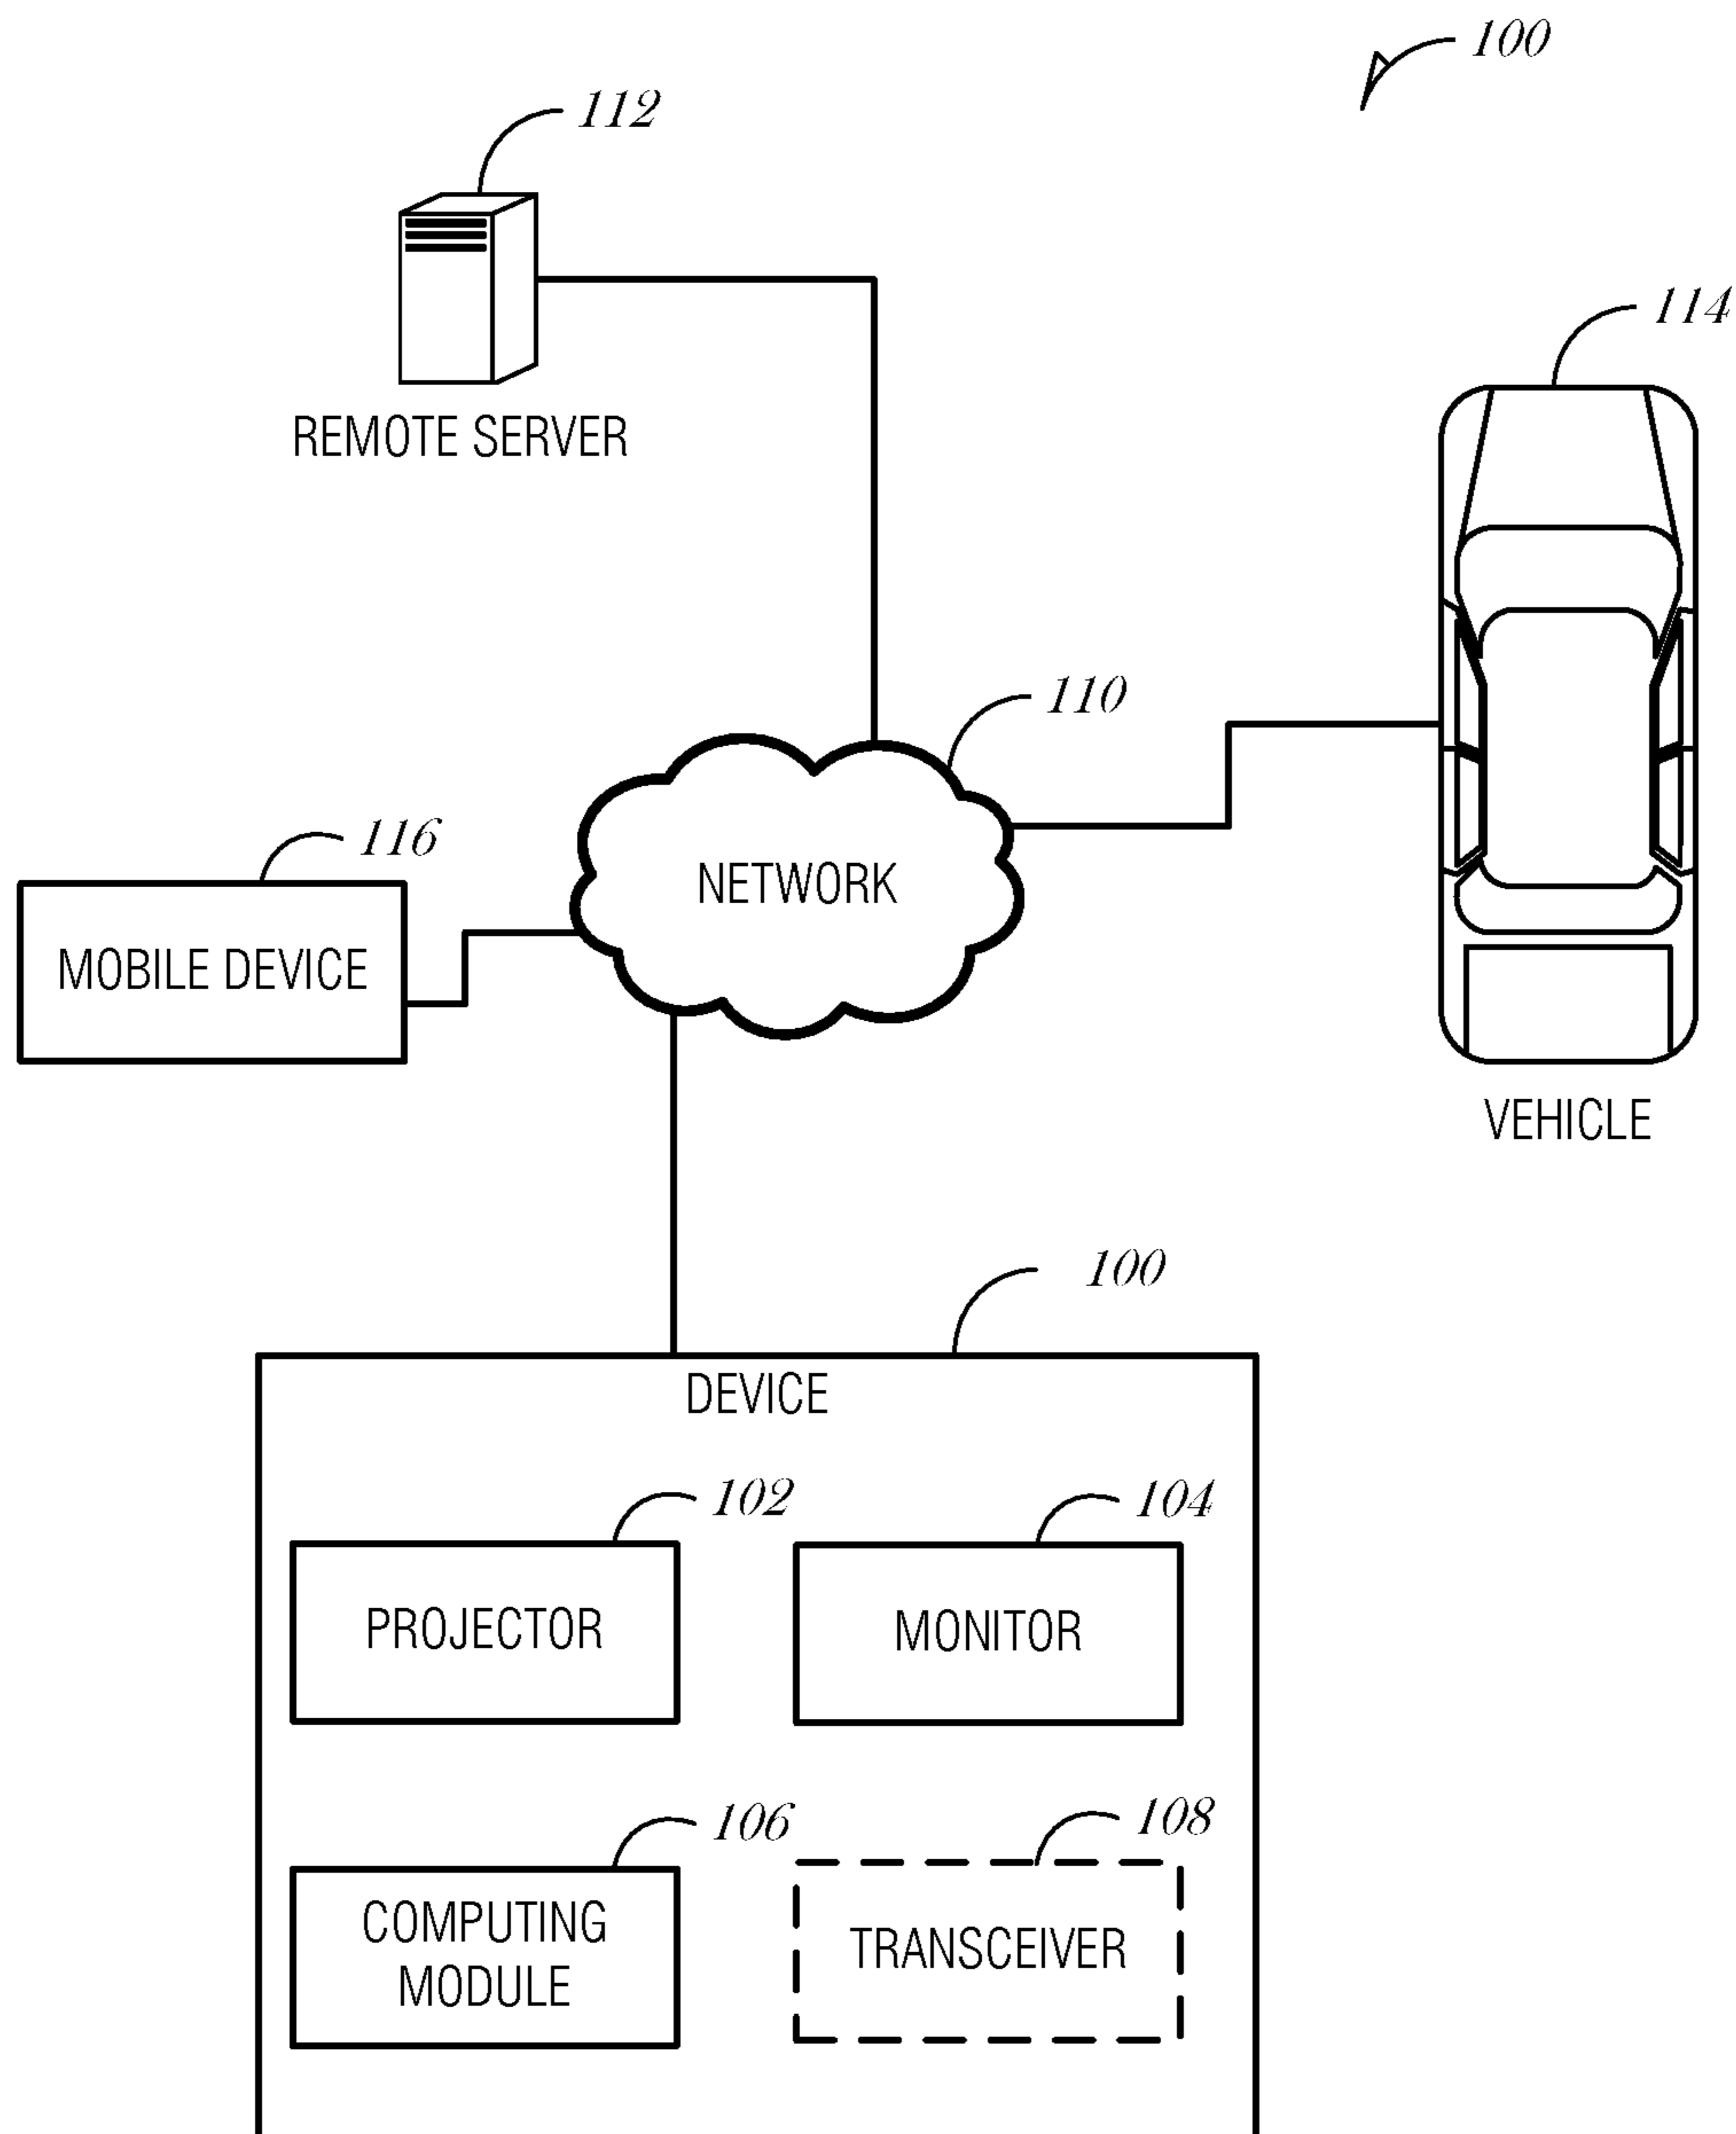 100
112
REMOTE SERVER
114
110
NETWORK
116
MOBILE DEVICE
VEHICLE
100
DEVICE
102
PROJECTOR
104
MONITOR
106
COMPUTING
MODULE
108
TRANSCEIVER